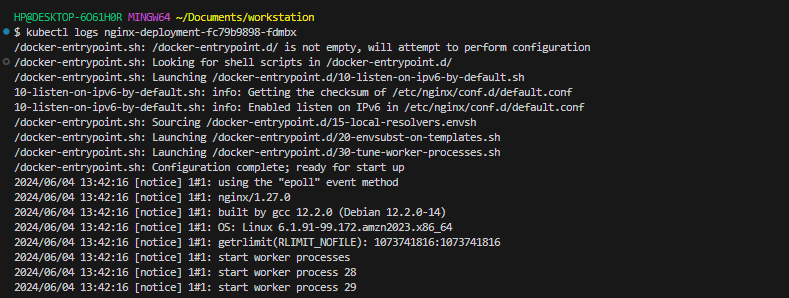 HP@DESKTOP-6O61H0R MINGW64 ~/Documents/workstation
$ kubectl logs nginx-deployment-fc79b9898-fdmbx
/docker-entrypoint.sh: /docker-entrypoint.d/ is not empty, will attempt to perform configuration
/docker-entrypoint.sh: Looking for shell scripts in /docker-entrypoint.d/
/docker-entrypoint.sh: Launching /docker-entrypoint.d/10-listen-on-ipv6-by-default.sh
10-listen-on-ipv6-by-default.sh: info: Getting the checksum of /etc/nginx/conf.d/default.conf
10-listen-on-ipv6-by-default.sh: info: Enabled listen on IPv6 in /etc/nginx/conf.d/default.conf
/docker-entrypoint.sh: Sourcing /docker-entrypoint.d/15-local-resolvers.envsh
/docker-entrypoint.sh: Launching /docker-entrypoint.d/20-envsubst-on-templates.sh
/docker-entrypoint.sh: Launching /docker-entrypoint.d/30-tune-worker-processes.sh
/docker-entrypoint.sh: Configuration complete; ready for start up
2024/06/04 13:42:16 [notice] 1#1: using the "epoll" event method
2024/06/04 13:42:16 [notice] 1#1: nginx/1.27.0
2024/06/04 13:42:16 [notice] 1#1: built by gcc 12.2.0 (Debian 12.2.0-14)
2024/06/04 13:42:16 [notice] 1#1: OS: Linux 6.1.91-99.172.amzn2023.x86_64
2024/06/04 13:42:16 [notice] 1#1: getrlimit(RLIMIT_NOFILE): 1073741816:1073741816
2024/06/04 13:42:16 [notice] 1#1: start worker processes
2024/06/04 13:42:16 [notice] 1#1: start worker process 28
2024/06/04 13:42:16 [notice] 1#1: start worker process 29